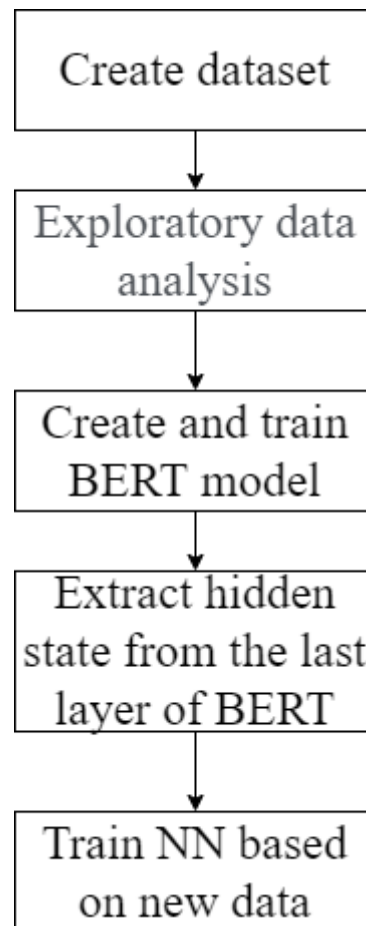 Create dataset
Exploratory data
analysis
Create and train
BERT model
Extract hidden
state from the last
layer of BERT
Train NN based
on new data